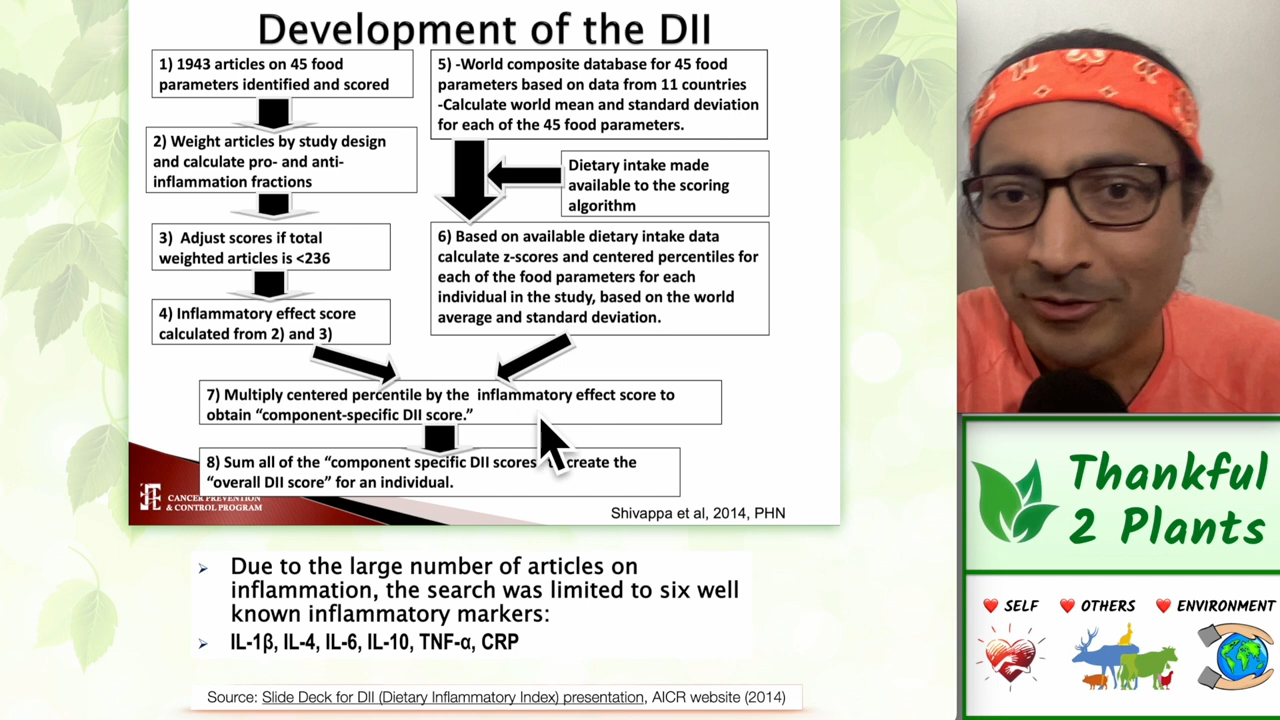 Development of the DII
1) 1943 articles on 45 food
parameters identified and scored
2) Weight articles by study design
and calculate pro- and anti-
inflammation fractions
3) Adjust scores if total
weighted articles is <236
4) Inflammatory effect score
calculated from 2) and 3)
5) -World composite database for 45 food
parameters based on data from 11 countries
-Calculate world mean and standard deviation
for each of the 45 food parameters.
Dietary intake made
available to the scoring
algorithm
6) Based on available dietary intake data
calculate z-scores and centered percentiles for
each of the food parameters for each
individual in the study, based on the world
average and standard deviation.
7) Multiply centered percentile by the inflammatory effect score to
obtain “component-specific DII score.”
8) Sum all of the “component specific DII scores create the
“overall DII score” for an individual.
CANCER PREVENTION
& CONTROL PROGRAM
Shivappa et al, 2014, PHN
Due to the large number of articles on
inflammation, the search was limited to six well
known inflammatory markers:
IL-1β, IL-4, IL-6, IL-10, TNF-α, CRP
Source: Slide Deck for DII (Dietary Inflammatory Index) presentation, AICR website (2014)
Thankful
2 Plants
SELF
OTHERS
ENVIRONMENT